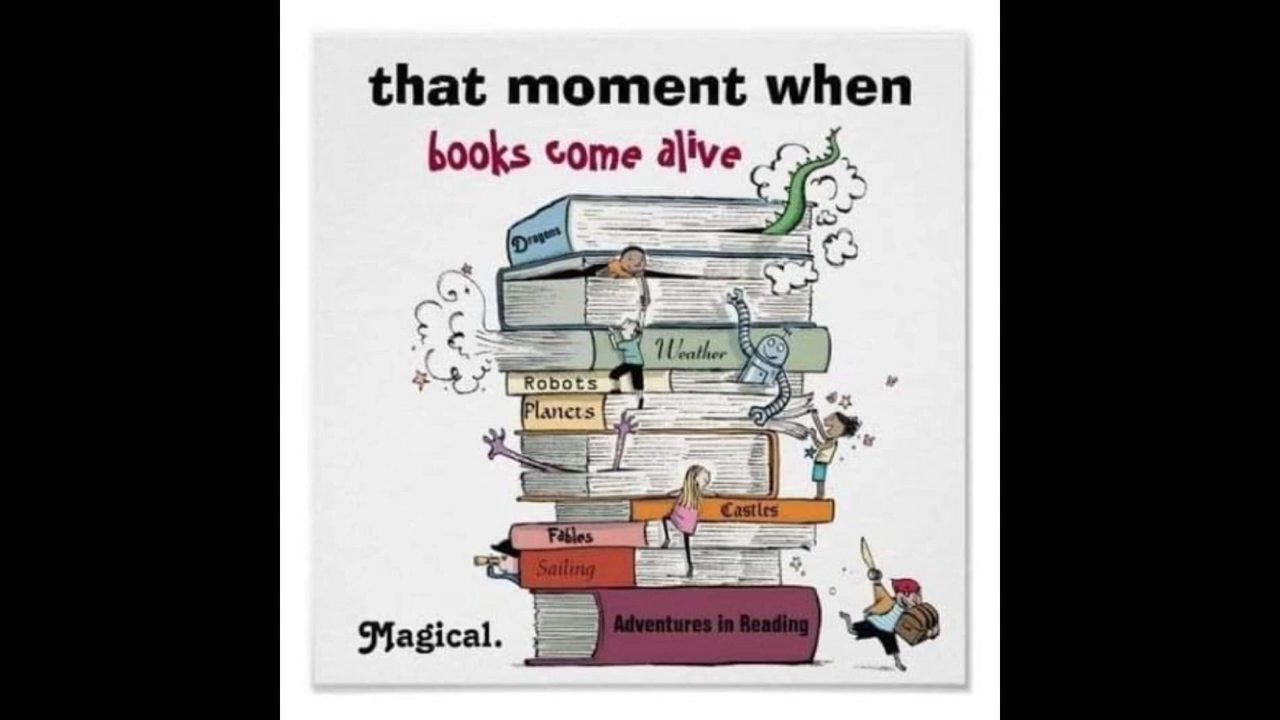 that moment when
books come alive
Dragons
Weather
Robots
Planets
Castles
Fables
Sailing
Adventures in Reading
Magical.